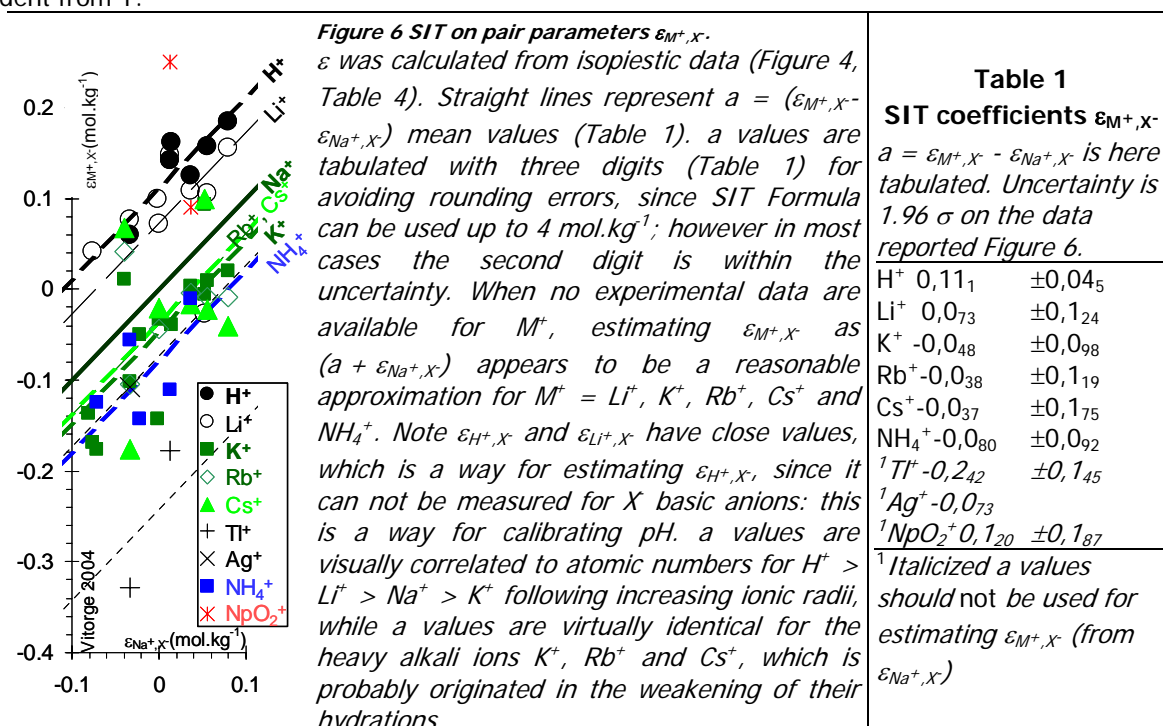 dent from T.
Figure 6 SIT on pair parameters εM⁺,X⁻.
ε was calculated from isopiestic data (Figure 4,
Table 4). Straight lines represent a = (εM⁺,X⁻-
εNa⁺,X⁻) mean values (Table 1). a values are
tabulated with three digits (Table 1) for
avoiding rounding errors, since SIT Formula
can be used up to 4 mol.kg⁻¹; however in most
cases the second digit is within the
uncertainty. When no experimental data are
available for M⁺, estimating εM⁺,X⁻ as
(a + εNa⁺,X⁻) appears to be a reasonable
approximation for M⁺ = Li⁺, K⁺, Rb⁺, Cs⁺ and
NH₄⁺. Note εH⁺,X⁻ and εLi⁺,X⁻ have close values,
which is a way for estimating εH⁺,X⁻, since it
can not be measured for X⁻ basic anions: this
is a way for calibrating pH. a values are
visually correlated to atomic numbers for H⁺ >
Li⁺ > Na⁺ > K⁺ following increasing ionic radii,
while a values are virtually identical for the
heavy alkali ions K⁺, Rb⁺ and Cs⁺, which is
probably originated in the weakening of their
hydrations
Table 1
SIT coefficients εM⁺,X⁻
a = εM⁺,X⁻ - εNa⁺,X⁻ is here
tabulated. Uncertainty is
1.96 σ on the data
reported Figure 6.
H⁺ 0,11₁ ±0,04₅
Li⁺ 0,0₇₃ ±0,1₂₄
K⁺ -0,0₄₈ ±0,0₉₈
Rb⁺-0,0₃₈ ±0,1₁₉
Cs⁺-0,0₃₇ ±0,1₇₅
NH₄⁺-0,0₈₀ ±0,0₉₂
¹Tl⁺-0,2₄₂ ±0,1₄₅
¹Ag⁺ -0,0₇₃
¹NpO₂⁺ 0,1₂₀ ±0,1₈₇
¹Italicized a values
should not be used for
estimating εM⁺,X⁻ (from
εNa⁺,X⁻)
εM⁺,X⁻(mol.kg⁻¹)
0.2
0.1
0
-0.1
-0.2
-0.3
-0.4
H⁺
Li⁺
Na⁺
Rb⁺, Cs⁺
K⁺
NH₄⁺
H⁺
Li⁺
K⁺
Rb⁺
Cs⁺
Tl⁺
Ag⁺
NH₄⁺
NpO₂⁺
Vitorge 2004
εNa⁺,X⁻(mol.kg⁻¹)
-0.1 0 0.1